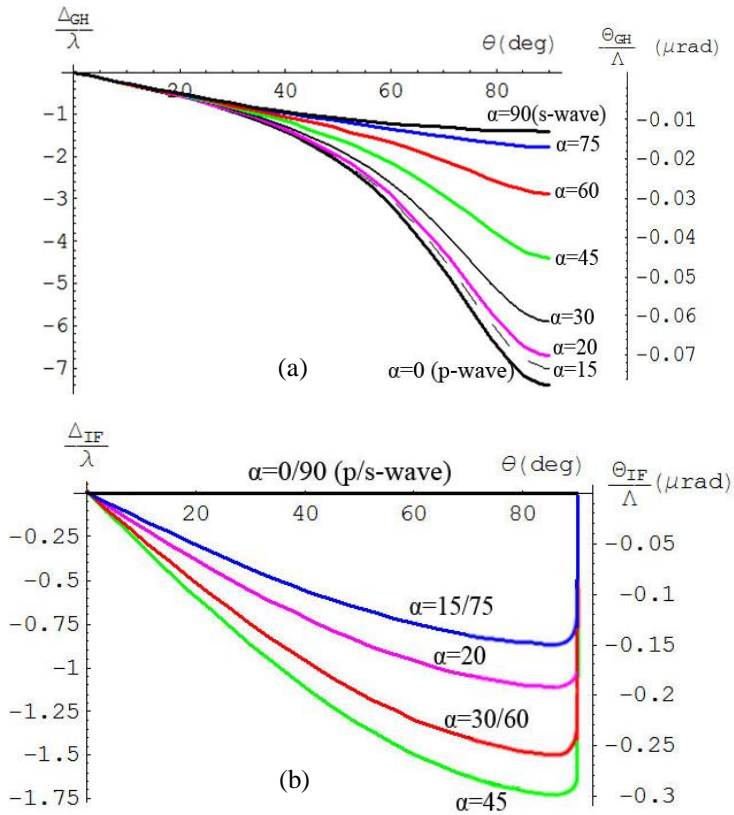 Δ_GH/λ
θ(deg)
Θ_GH/Λ (μrad)
20 40 60 80
-1
-2
-3
-4
-5
-6
-7
α=90(s-wave)
α=75
α=60
α=45
α=30
α=20
α=15
α=0 (p-wave)
-0.01
-0.02
-0.03
-0.04
-0.05
-0.06
-0.07
(a)
Δ_IF/λ
α=0/90 (p/s-wave)
θ(deg)
Θ_IF/Λ (μrad)
20 40 60 80
-0.25
-0.5
-0.75
-1
-1.25
-1.5
-1.75
α=15/75
α=20
α=30/60
α=45
-0.05
-0.1
-0.15
-0.2
-0.25
-0.3
(b)